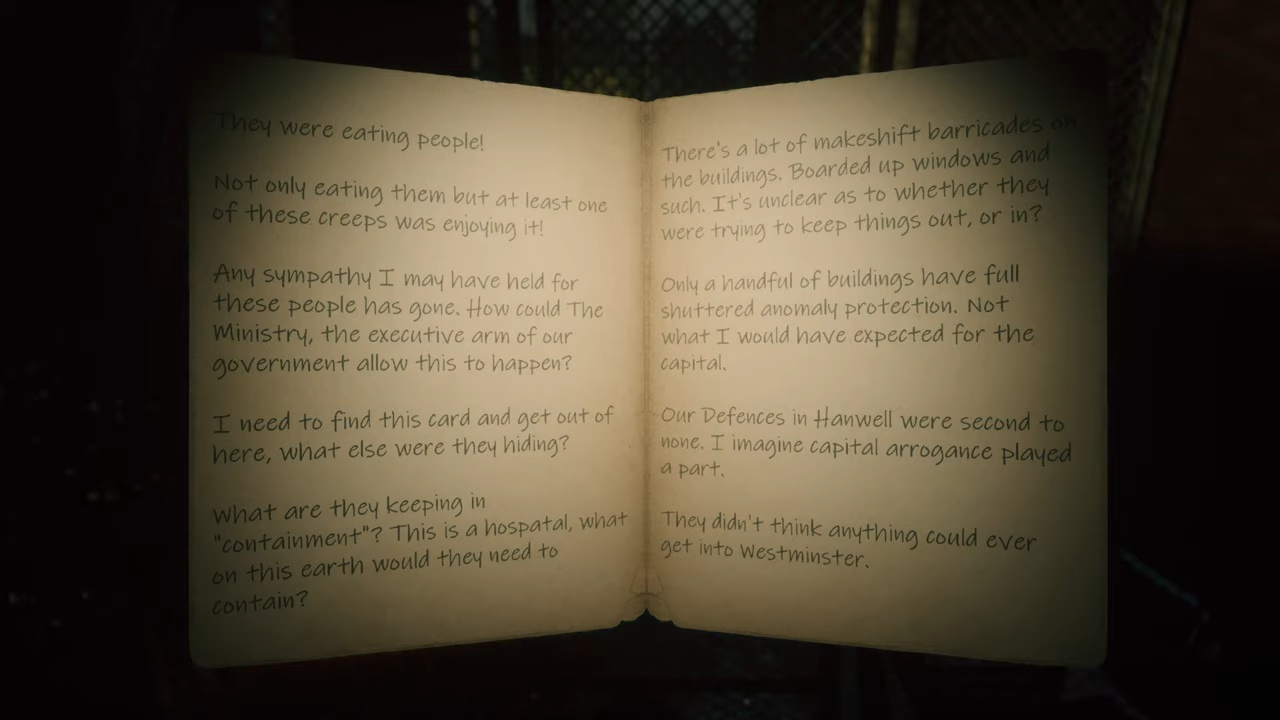 They were eating people!
Not only eating them but at least one
of these creeps was enjoying it!
Any sympathy I may have held for
these people has gone. How could The
Ministry, the executive arm of our
government allow this to happen?
I need to find this card and get out of
here, what else were they hiding?
What are they keeping in
"containment"? This is a hospatal, what
on this earth would they need to
contain?
There's a lot of makeshift barricades on
the buildings. Boarded up windows and
such. It's unclear as to whether they
were trying to keep things out, or in?
Only a handful of buildings have full
shuttered anomaly protection. Not
what I would have expected for the
capital.
Our Defences in Hanwell were second to
none. I imagine capital arrogance played
a part.
They didn't think anything could ever
get into Westminster.